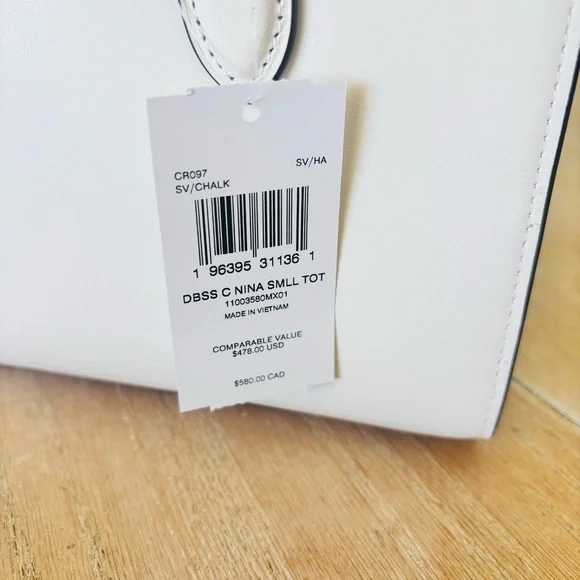 CR097 SV/HA
SV/CHALK
1 96395 31136 1
DBSS C NINA SMLL TOT
11003580MX01
MADE IN VIETNAM
COMPARABLE VALUE
$478.00 USD
$580.00 CAD